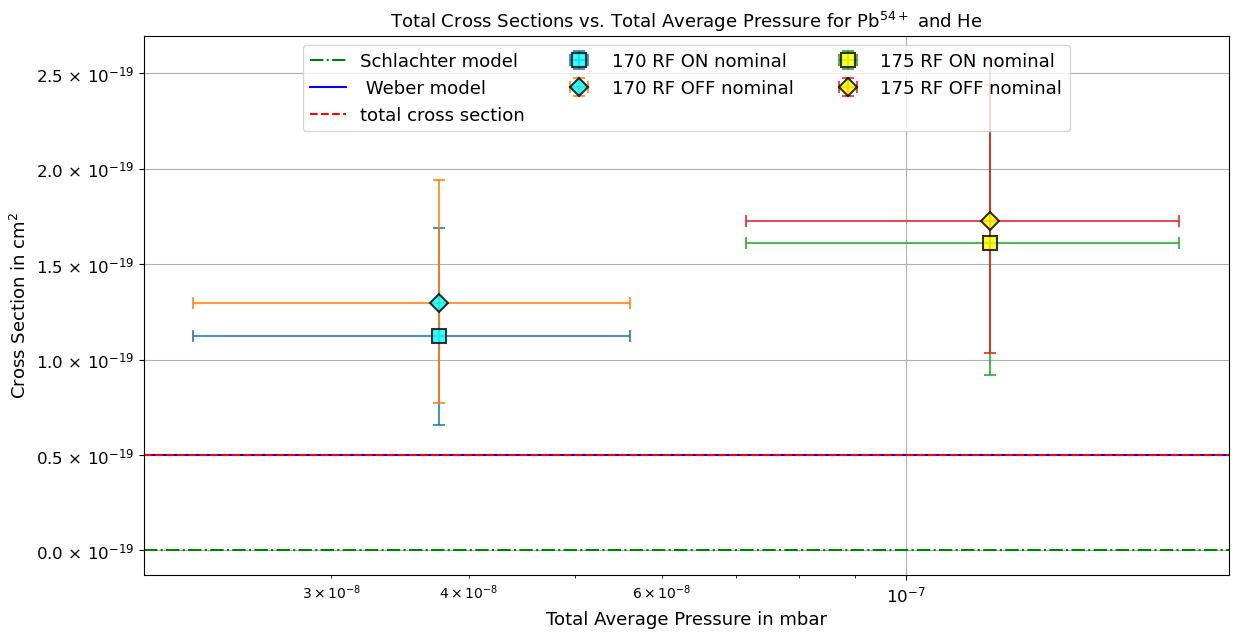 Total Cross Sections vs. Total Average Pressure for Pb⁵⁴⁺ and He
Schlachter model
Weber model
total cross section
170 RF ON nominal
170 RF OFF nominal
175 RF ON nominal
175 RF OFF nominal
Cross Section in cm²
2.5 × 10⁻¹⁹
2.0 × 10⁻¹⁹
1.5 × 10⁻¹⁹
1.0 × 10⁻¹⁹
0.5 × 10⁻¹⁹
0.0 × 10⁻¹⁹
3 × 10⁻⁸ 4 × 10⁻⁸ 6 × 10⁻⁸ 10⁻⁷
Total Average Pressure in mbar